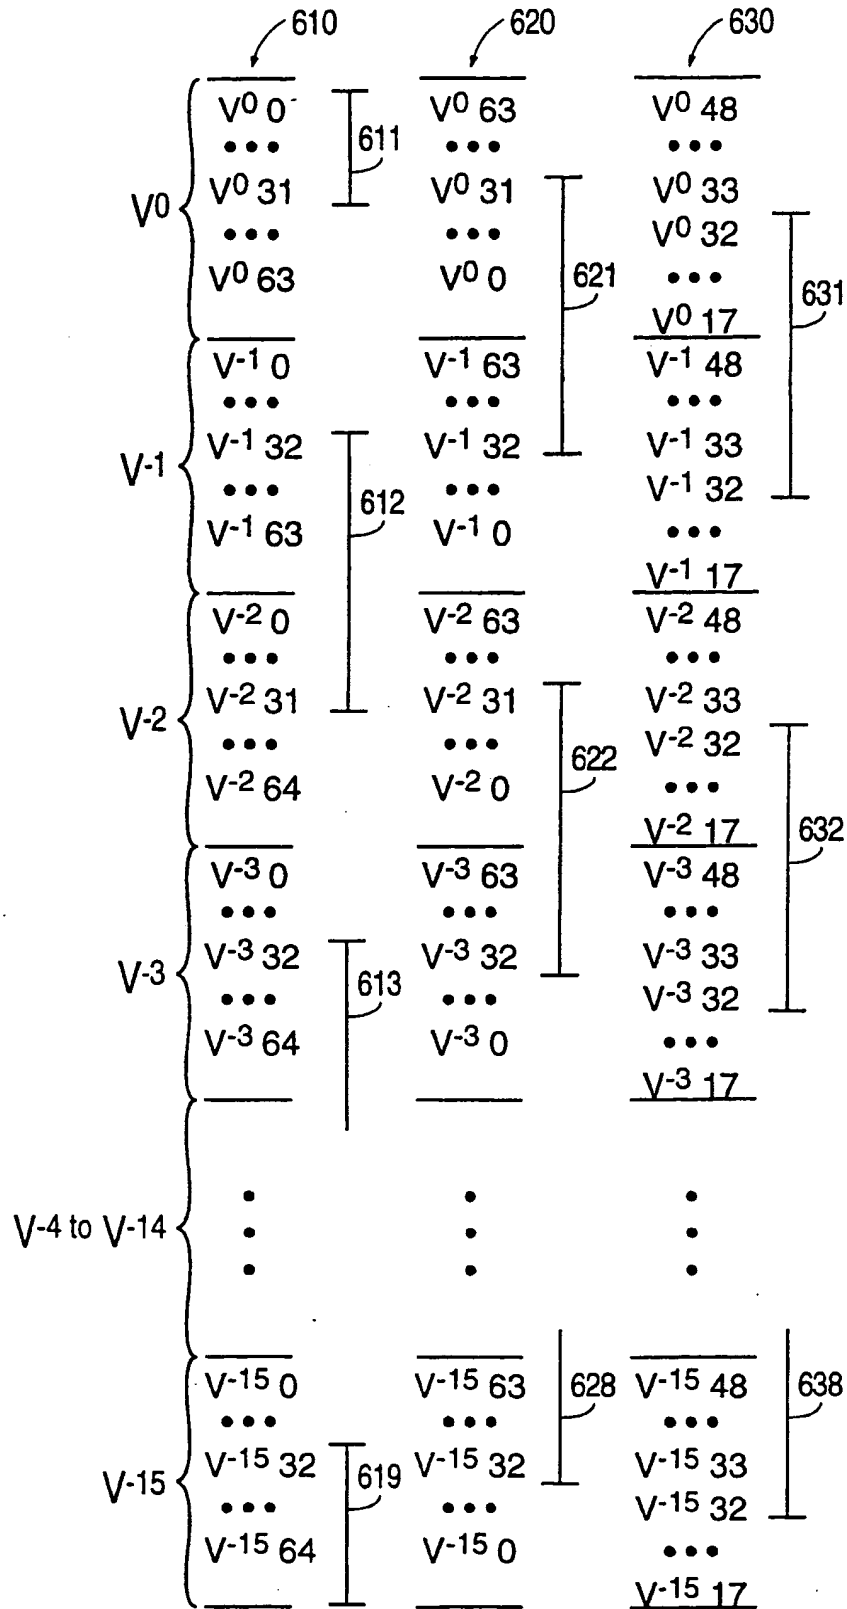 610 620 630
V0 0 V0 63 V0 48
••• ••• •••
611
V0 31 V0 31 V0 33
V0
••• ••• V0 32
V0 63 V0 0 •••
621
631
V0 17
V-1 0 V-1 63 V-1 48
••• ••• •••
V-1 32 V-1 32 V-1 33
V-1
••• ••• V-1 32
612
V-1 63 V-1 0 •••
V-1 17
V-2 0 V-2 63 V-2 48
••• ••• •••
V-2 31 V-2 31 V-2 33
V-2
••• ••• V-2 32
622
V-2 64 V-2 0 •••
V-2 17
632
V-3 0 V-3 63 V-3 48
••• ••• •••
V-3 32 V-3 32 V-3 33
V-3
613
••• ••• V-3 32
V-3 64 V-3 0 •••
V-3 17
V-4 to V-14
V-15 0 V-15 63 628 V-15 48 638
••• ••• •••
V-15 32 619 V-15 32 V-15 33
V-15
••• ••• V-15 32
V-15 64 V-15 0 •••
V-15 17